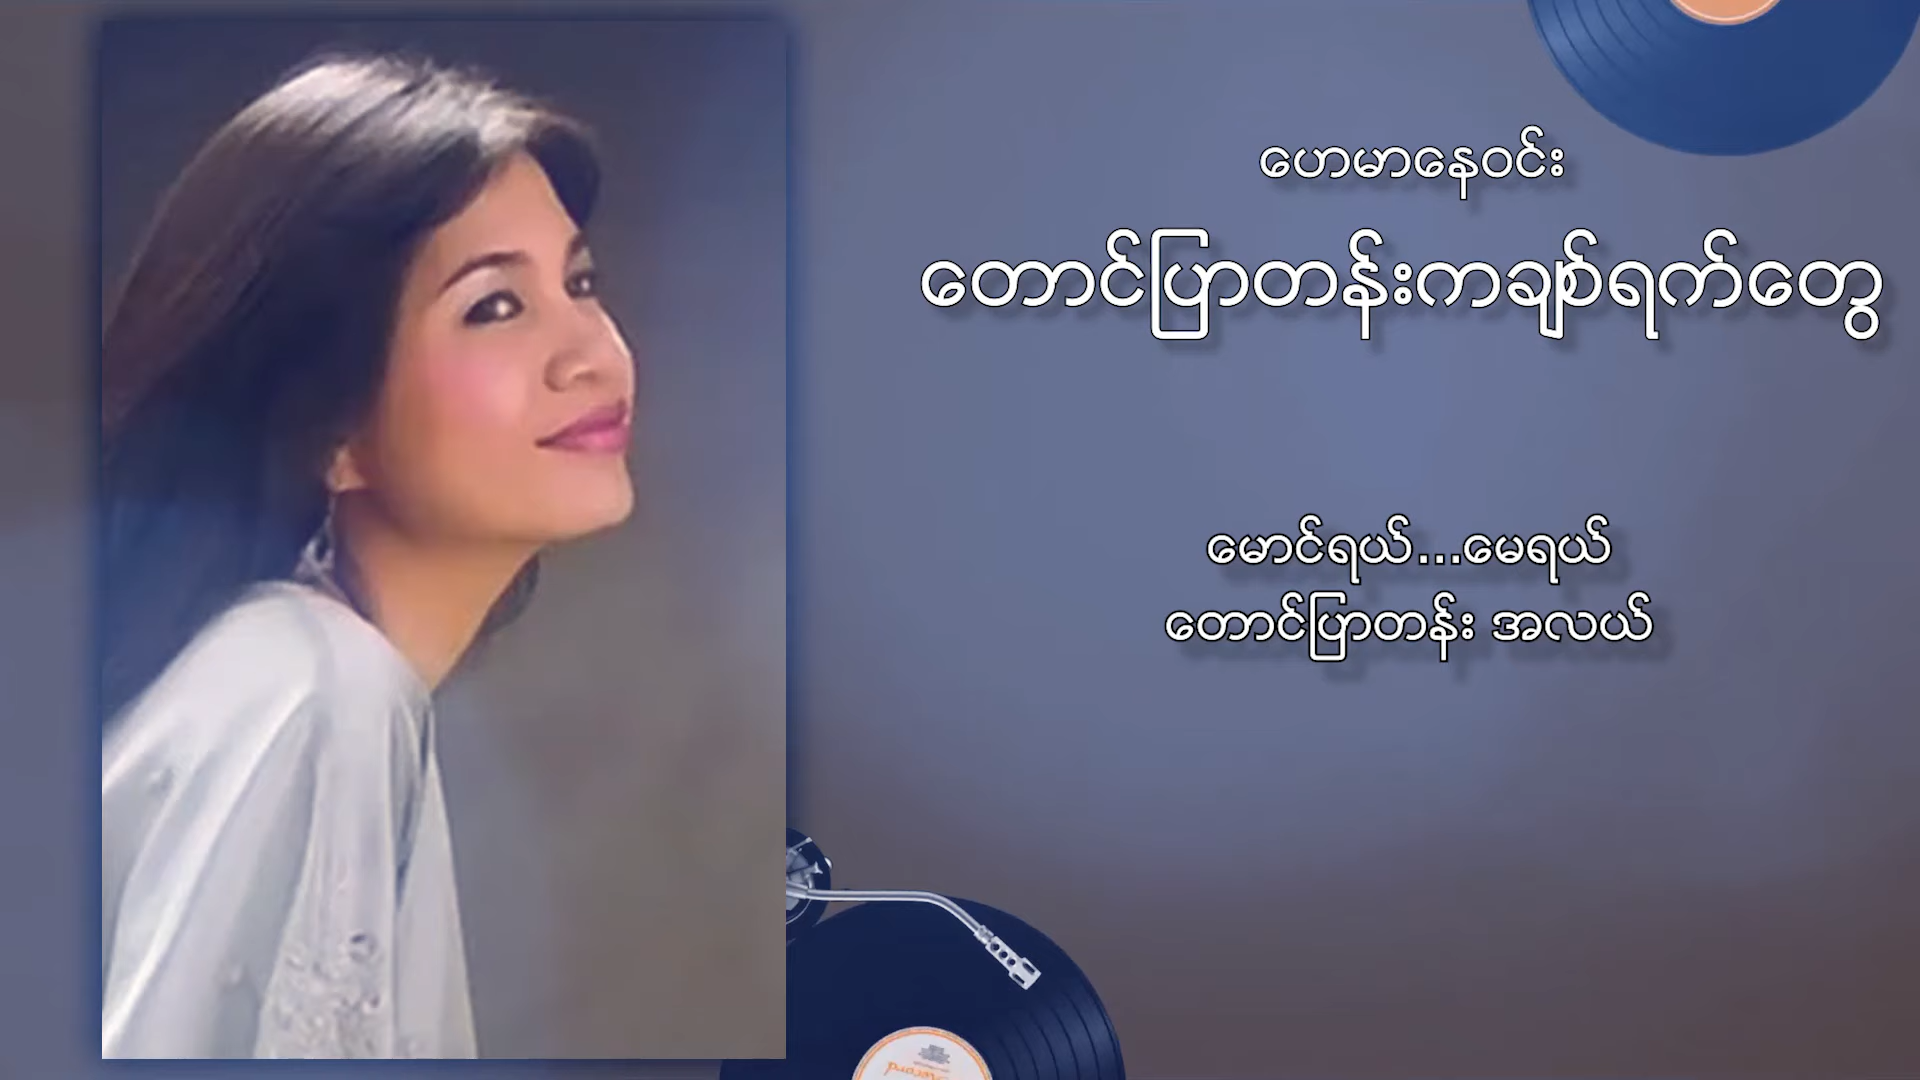 ဟေမာနေဝင်း
တောင်ပြာတန်းကချစ်ရက်တွေ
မောင်ရယ်...မေရယ်
တောင်ပြာတန်း အလယ်
Record